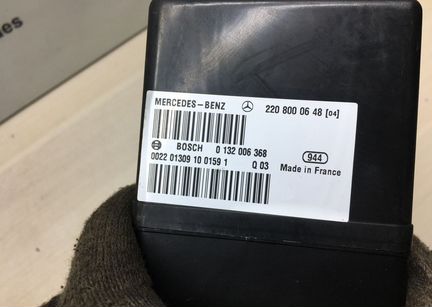 des
MERCEDES-BENZ 220 800 06 48 [04]
BOSCH 0 132 006 368
0022 01309 10 0159 1 Q 03
944
Made in France